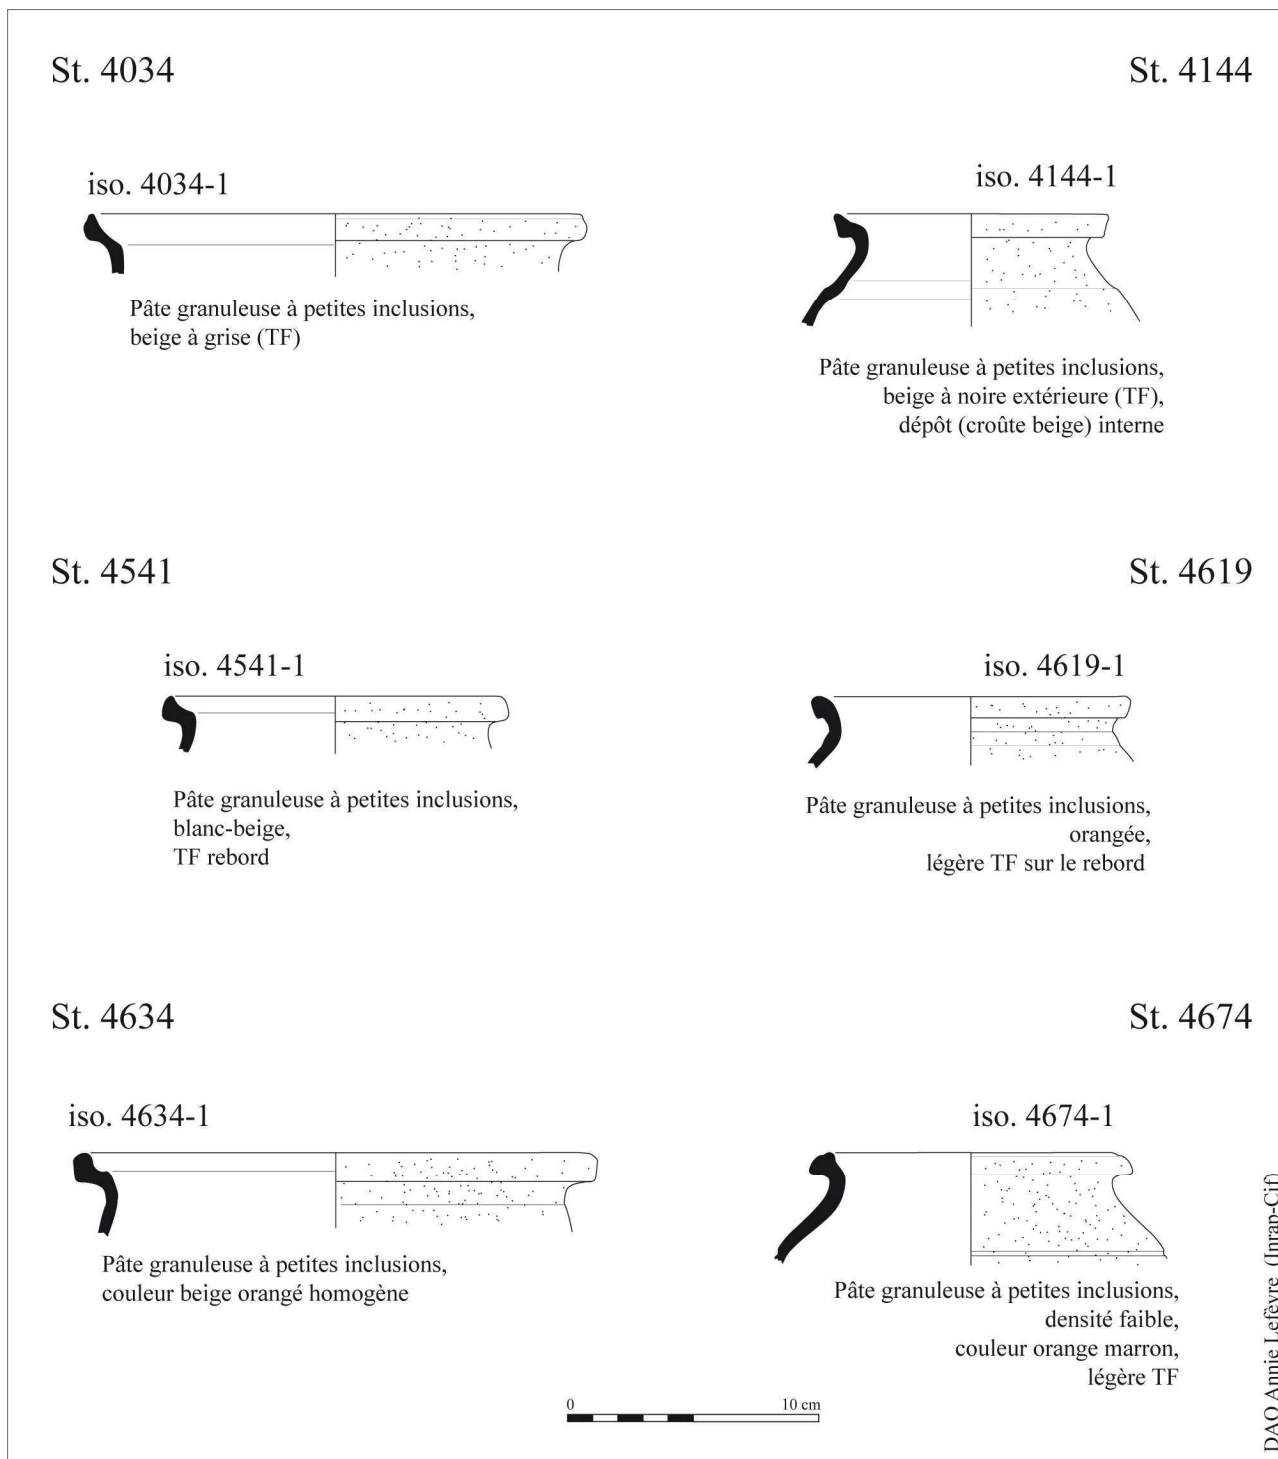 St. 4034
St. 4144
iso. 4034-1
Pâte granuleuse à petites inclusions,
beige à grise (TF)
iso. 4144-1
Pâte granuleuse à petites inclusions,
beige à noire extérieure (TF),
dépôt (croûte beige) interne
St. 4541
St. 4619
iso. 4541-1
Pâte granuleuse à petites inclusions,
blanc-beige,
TF rebord
iso. 4619-1
Pâte granuleuse à petites inclusions,
orangée,
légère TF sur le rebord
St. 4634
St. 4674
iso. 4634-1
Pâte granuleuse à petites inclusions,
couleur beige orangé homogène
iso. 4674-1
Pâte granuleuse à petites inclusions,
densité faible,
couleur orange marron,
légère TF
0 10 cm
DAO Annie Lefèvre (Inrap-Cif)